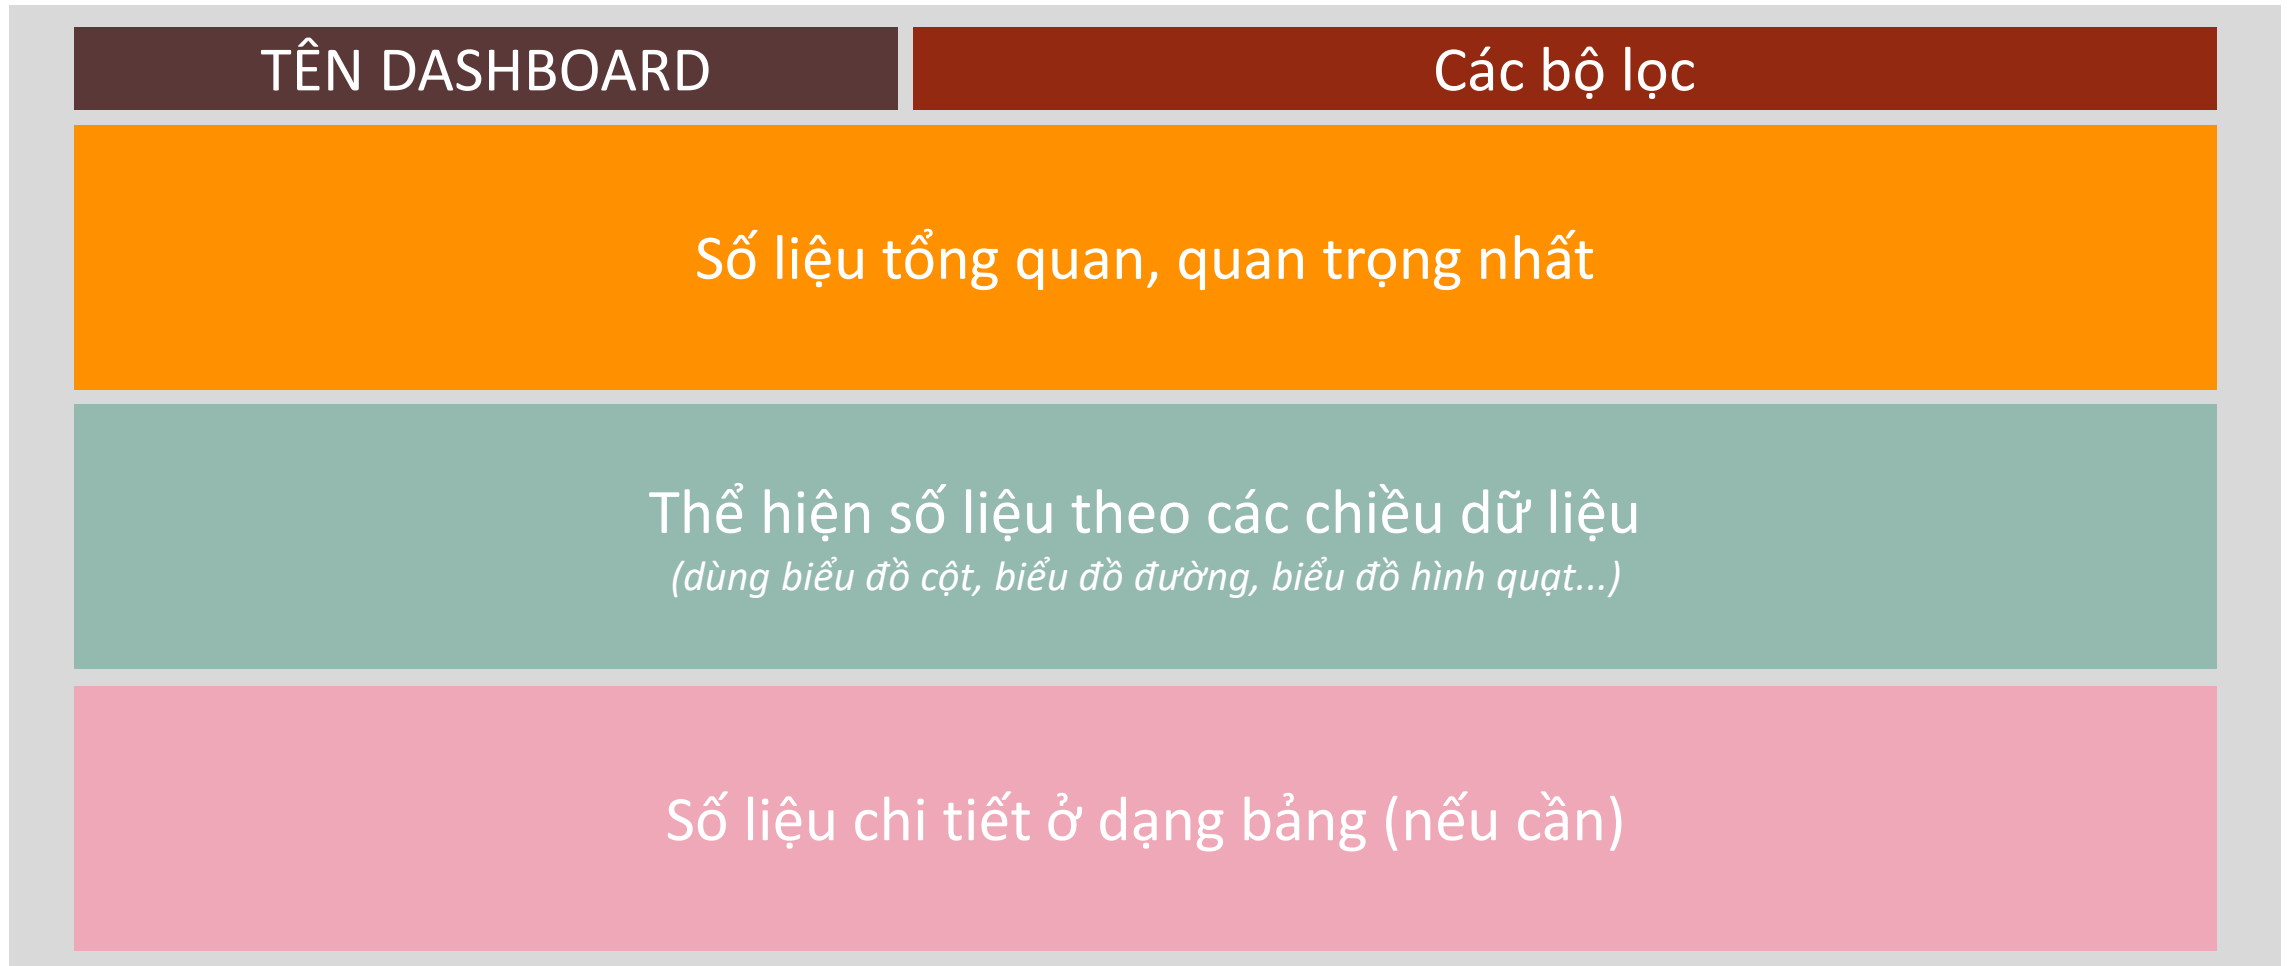 TÊN DASHBOARD
Các bộ lọc
Số liệu tổng quan, quan trọng nhất
Thể hiện số liệu theo các chiều dữ liệu
(dùng biểu đồ cột, biểu đồ đường, biểu đồ hình quạt...)
Số liệu chi tiết ở dạng bảng (nếu cần)